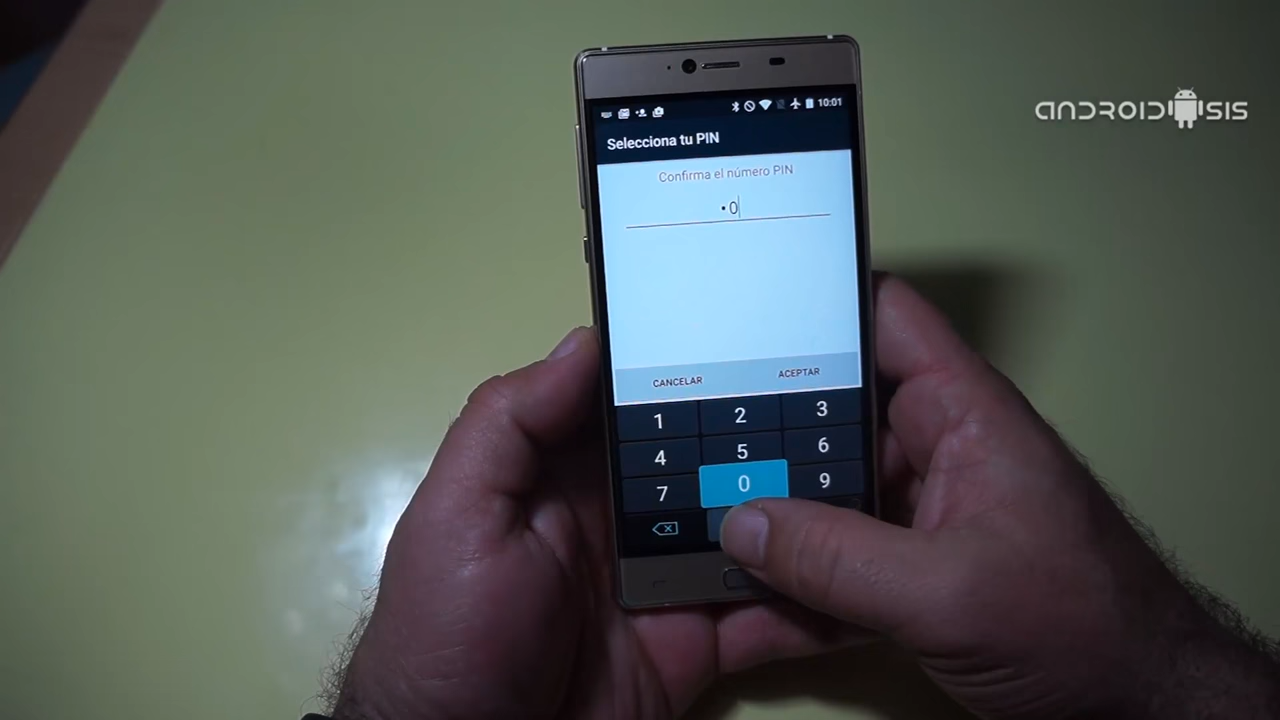 ANDROIDSIS
10:01
Selecciona tu PIN
Confirma el número PIN
•0
CANCELAR
ACEPTAR
1 2 3
4 5 6
7 0 9